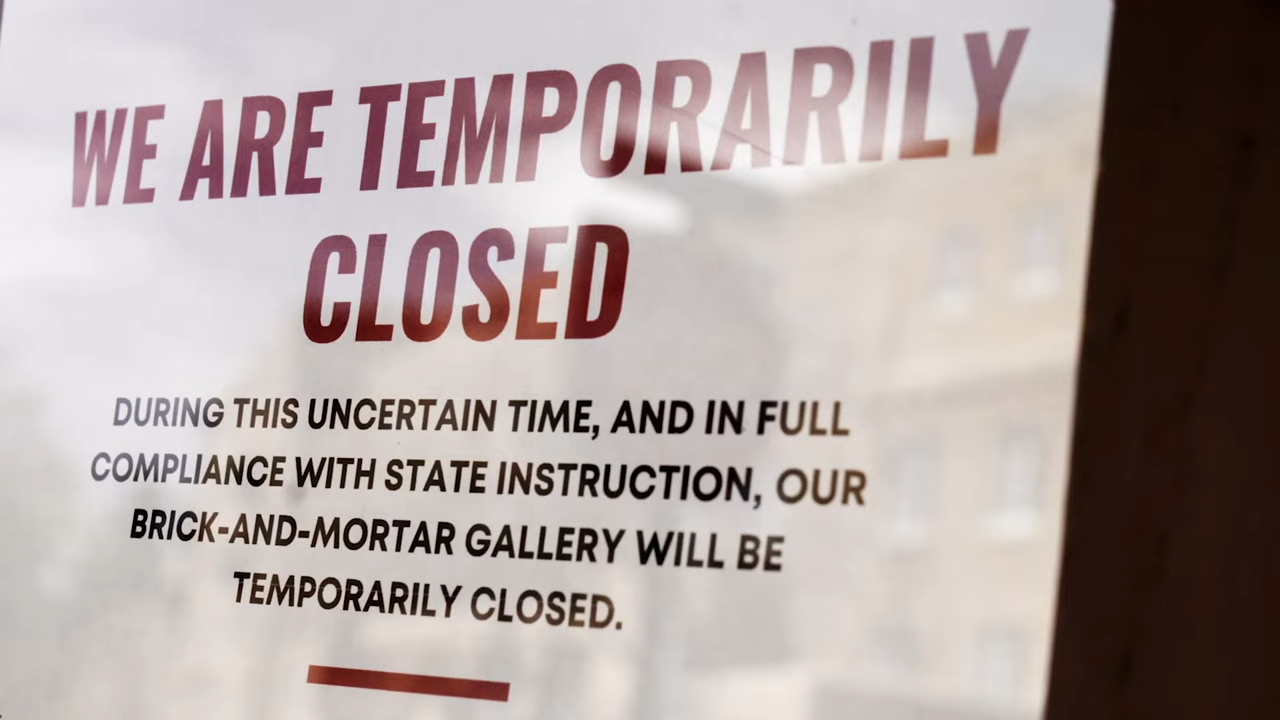 WE ARE TEMPORARILY
CLOSED
DURING THIS UNCERTAIN TIME, AND IN FULL
COMPLIANCE WITH STATE INSTRUCTION, OUR
BRICK-AND-MORTAR GALLERY WILL BE
TEMPORARILY CLOSED.